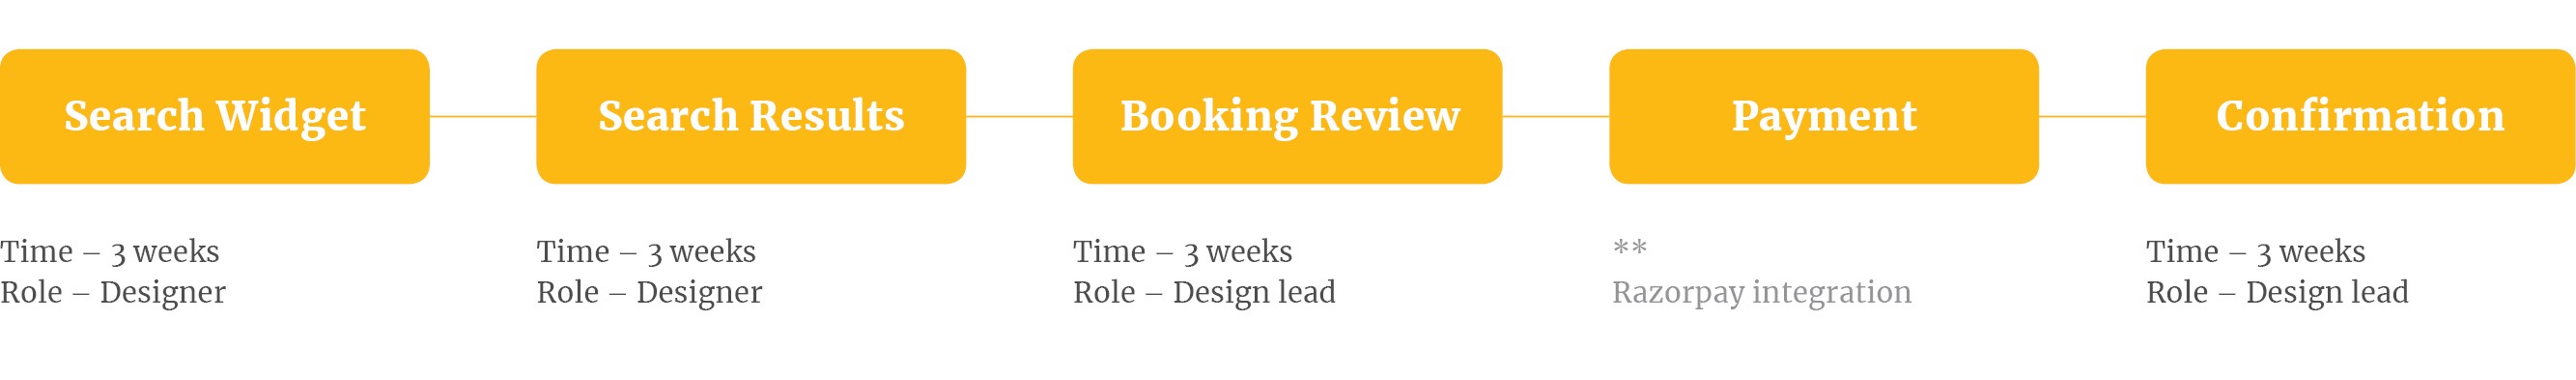 Search Widget
Search Results
Booking Review
Payment
Confirmation
Time – 3 weeks
Role – Designer
Time – 3 weeks
Role – Designer
Time – 3 weeks
Role – Design lead
**
Razorpay integration
Time – 3 weeks
Role – Design lead